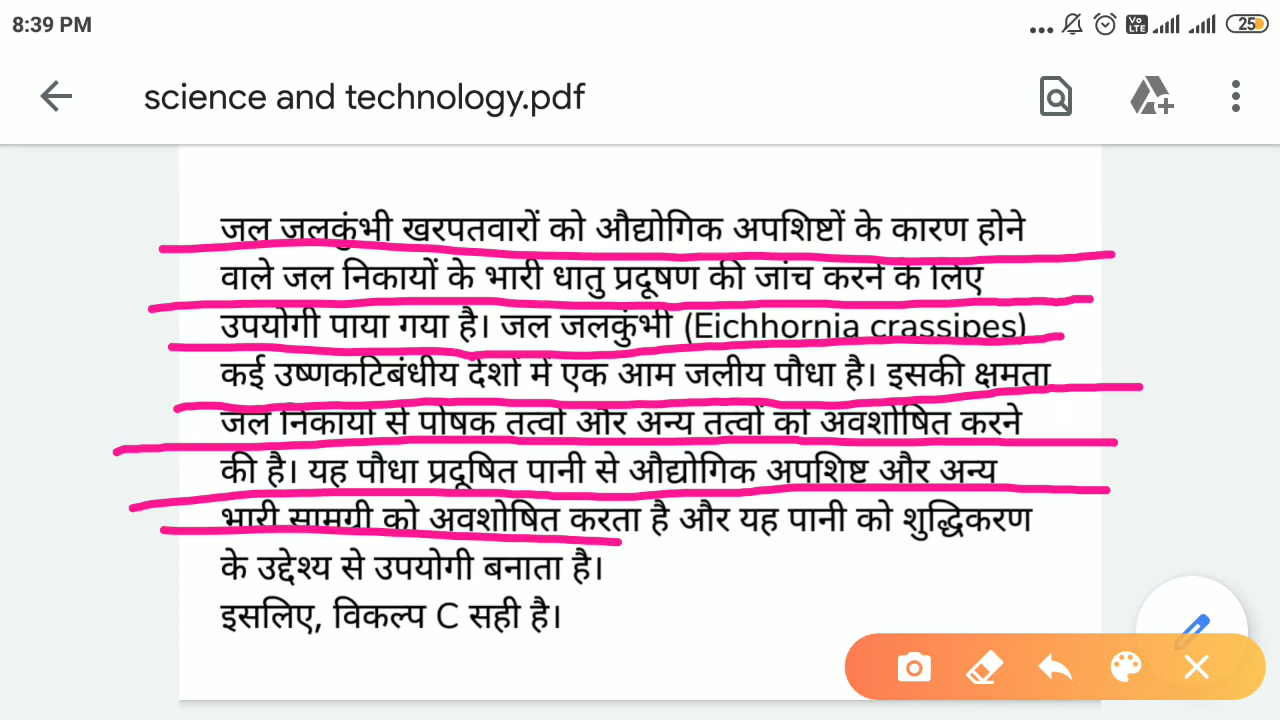 8:39 PM
25
science and technology.pdf
जल जलकुंभी खरपतवारों को औद्योगिक अपशिष्टों के कारण होने
वाले जल निकायों के भारी धातु प्रदूषण की जांच करने के लिए
उपयोगी पाया गया है। जल जलकुंभी (Eichhornia crassipes)
कई उष्णकटिबंधीय देशों में एक आम जलीय पौधा है। इसकी क्षमता
जल निकायों से पोषक तत्वों और अन्य तत्वों को अवशोषित करने
की है। यह पौधा प्रदूषित पानी से औद्योगिक अपशिष्ट और अन्य
भारी सामग्री को अवशोषित करता है और यह पानी को शुद्धिकरण
के उद्देश्य से उपयोगी बनाता है।
इसलिए, विकल्प C सही है।